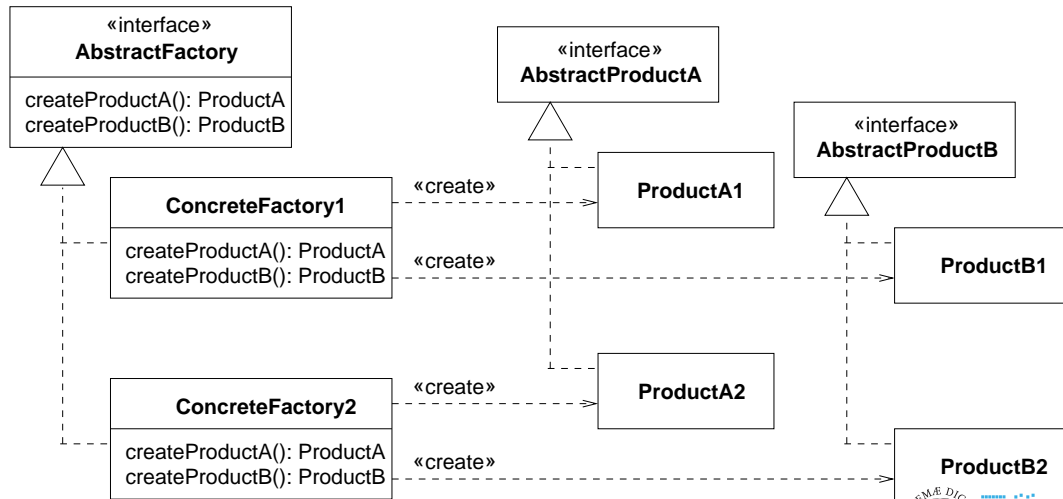 «interface»
AbstractFactory
createProductA(): ProductA
createProductB(): ProductB
«interface»
AbstractProductA
«interface»
AbstractProductB
ConcreteFactory1
createProductA(): ProductA
createProductB(): ProductB
«create»
«create»
ProductA1
ProductB1
ConcreteFactory2
createProductA(): ProductA
createProductB(): ProductB
«create»
«create»
ProductA2
ProductB2